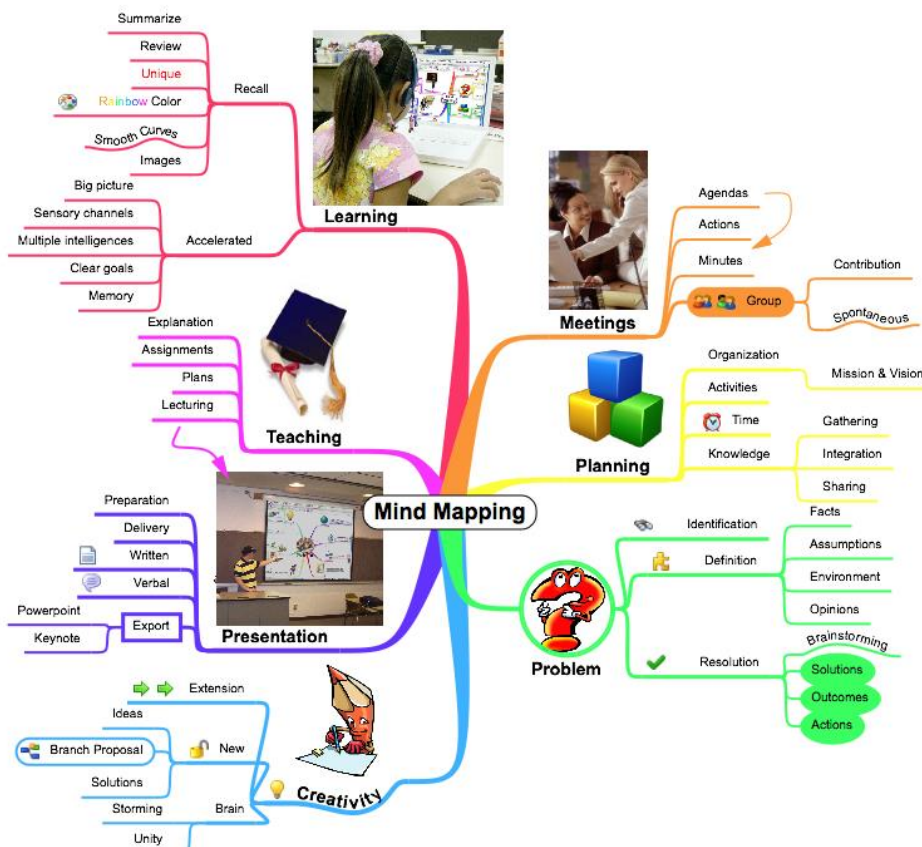 Mind Mapping
Learning
Recall
Summarize
Review
Unique
Rainbow Color
Smooth Curves
Images
Accelerated
Big picture
Sensory channels
Multiple intelligences
Clear goals
Memory
Teaching
Explanation
Assignments
Plans
Lecturing
Presentation
Preparation
Delivery
Written
Verbal
Export
Powerpoint
Keynote
Creativity
Extension
New
Ideas
Branch Proposal
Solutions
Brain
Storming
Unity
Meetings
Agendas
Actions
Minutes
Group
Contribution
Spontaneous
Planning
Organization
Mission & Vision
Activities
Time
Knowledge
Gathering
Integration
Sharing
Problem
Identification
Definition
Facts
Assumptions
Environment
Opinions
Resolution
Brainstorming
Solutions
Outcomes
Actions